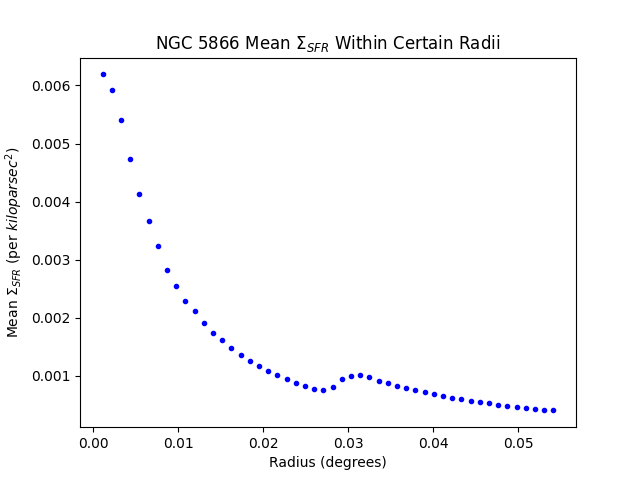 NGC 5866 Mean Σ_SFR Within Certain Radii
0.006
0.005
0.004
0.003
0.002
0.001
Mean Σ_SFR (per kiloparsec²)
0.00 0.01 0.02 0.03 0.04 0.05
Radius (degrees)